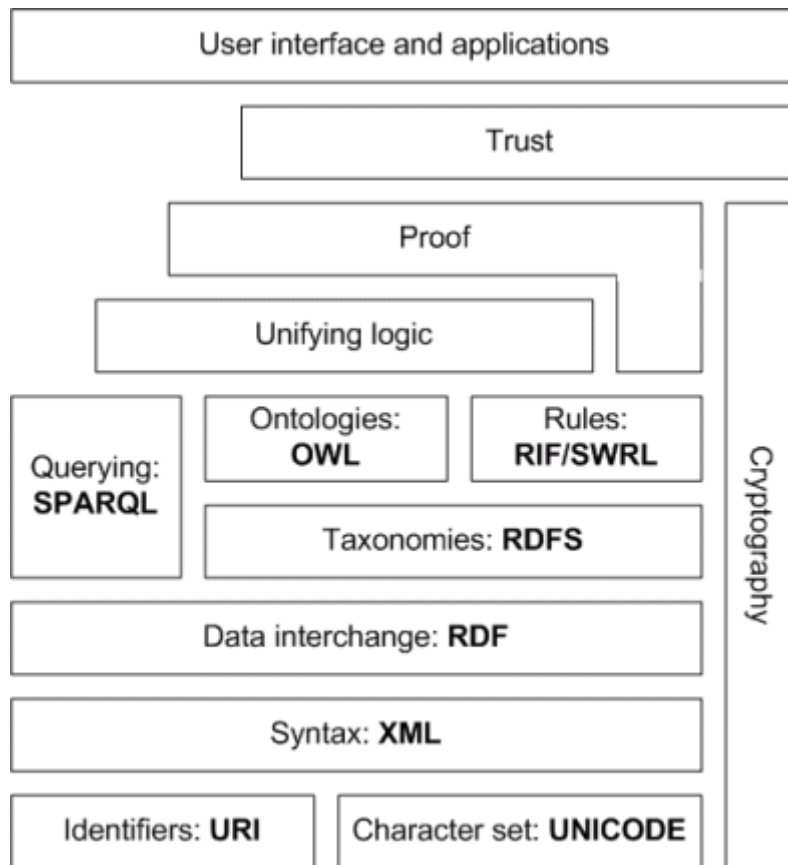 User interface and applications
Trust
Proof
Unifying logic
Querying:
SPARQL
Ontologies:
OWL
Rules:
RIF/SWRL
Taxonomies: RDFS
Cryptography
Data interchange: RDF
Syntax: XML
Identifiers: URI
Character set: UNICODE